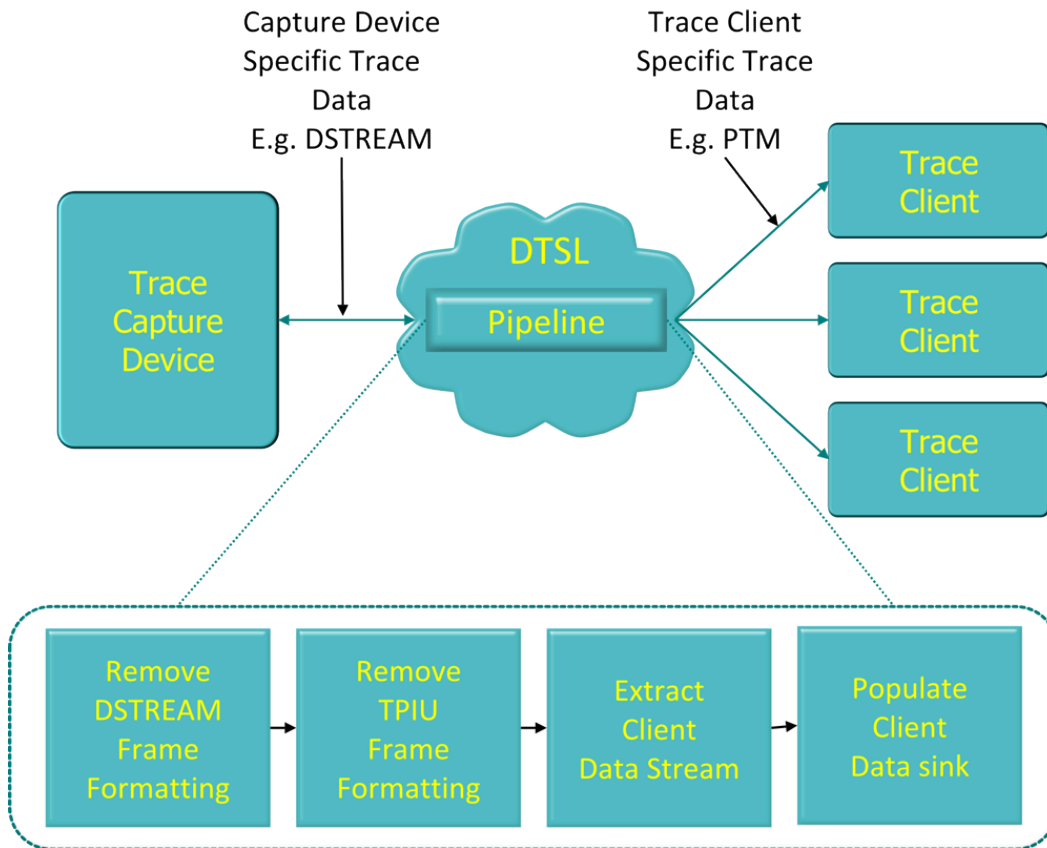 Capture Device
Specific Trace
Data
E.g. DSTREAM
Trace Client
Specific Trace
Data
E.g. PTM
Trace
Capture
Device
DTSL
Pipeline
Trace
Client
Trace
Client
Trace
Client
Remove
DSTREAM
Frame
Formatting
Remove
TPIU
Frame
Formatting
Extract
Client
Data Stream
Populate
Client
Data sink